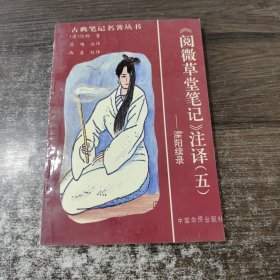 古典笔记名著丛书
《阅微草堂笔记》注译(五)
——滦阳续录
中国华侨出版社